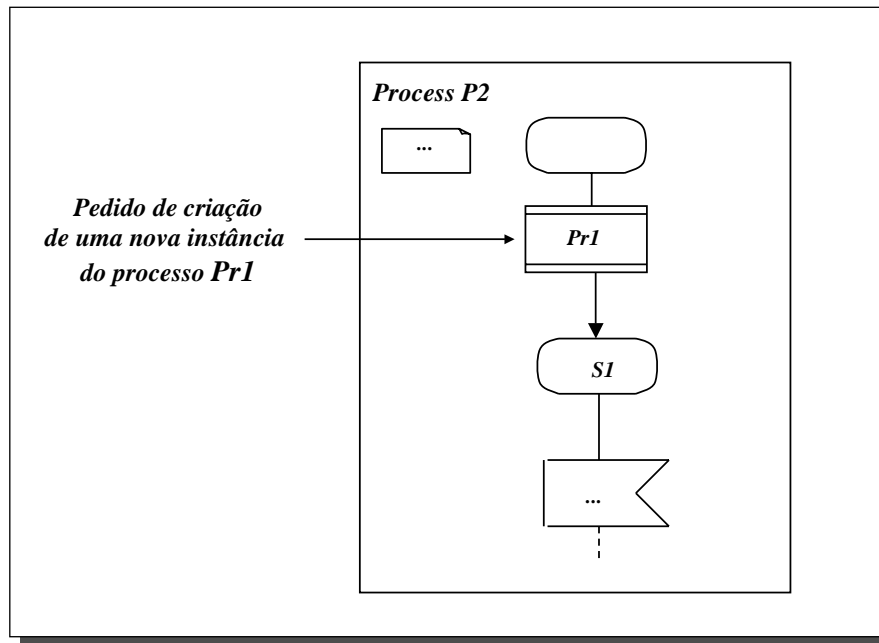 Process P2
...
Pedido de criação
de uma nova instância
do processo Pr1
Pr1
S1
...